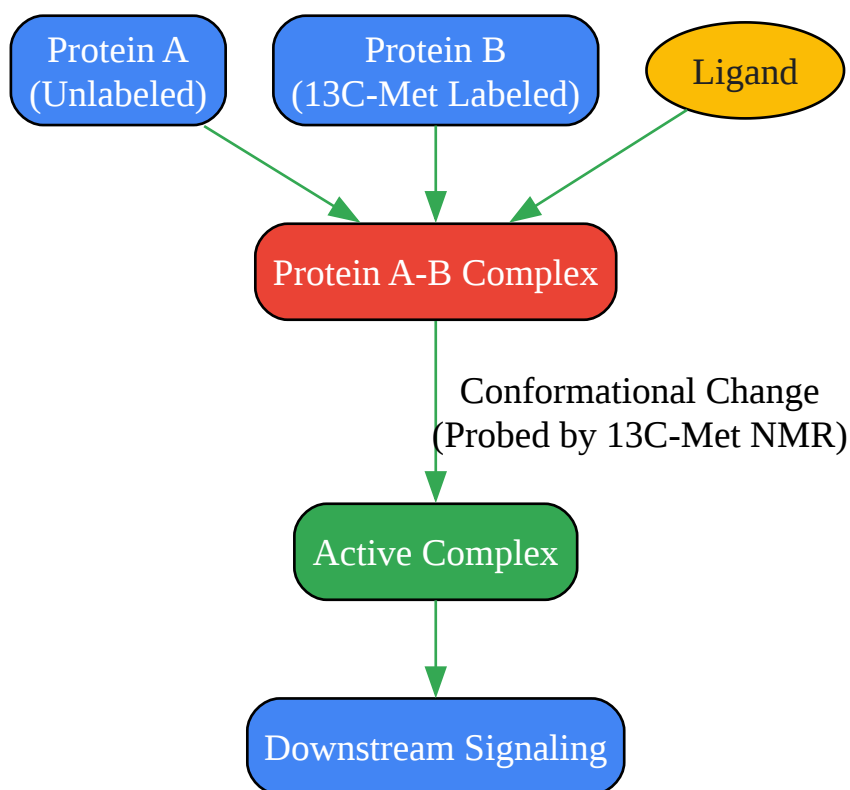 Protein A
(Unlabeled)
Protein B
(13C-Met Labeled)
Ligand
Protein A-B Complex
Conformational Change
(Probed by 13C-Met NMR)
Active Complex
Downstream Signaling